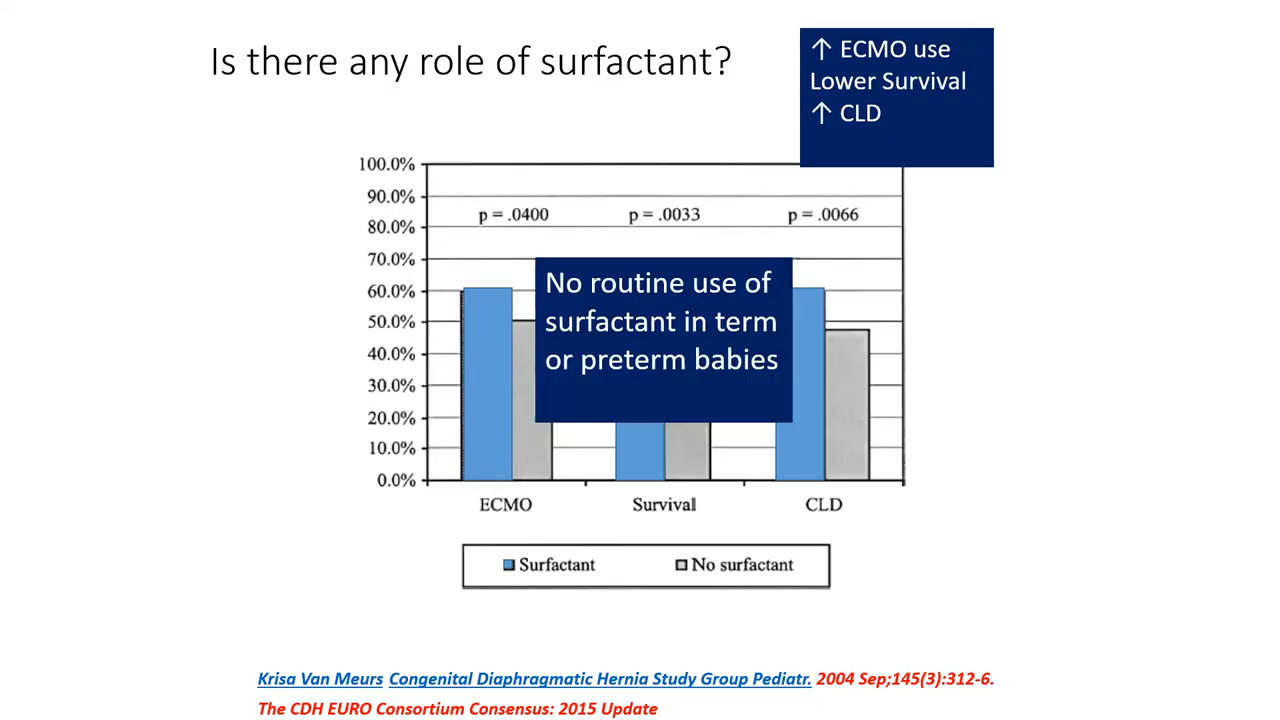 Is there any role of surfactant?
↑ ECMO use
Lower Survival
↑ CLD
100.0%
90.0%
80.0%
70.0%
60.0%
50.0%
40.0%
30.0%
20.0%
10.0%
0.0%
p = .0400
p = .0033
p = .0066
No routine use of
surfactant in term
or preterm babies
ECMO
Survival
CLD
Surfactant
No surfactant
Krisa Van Meurs Congenital Diaphragmatic Hernia Study Group Pediatr. 2004 Sep;145(3):312-6.
The CDH EURO Consortium Consensus: 2015 Update